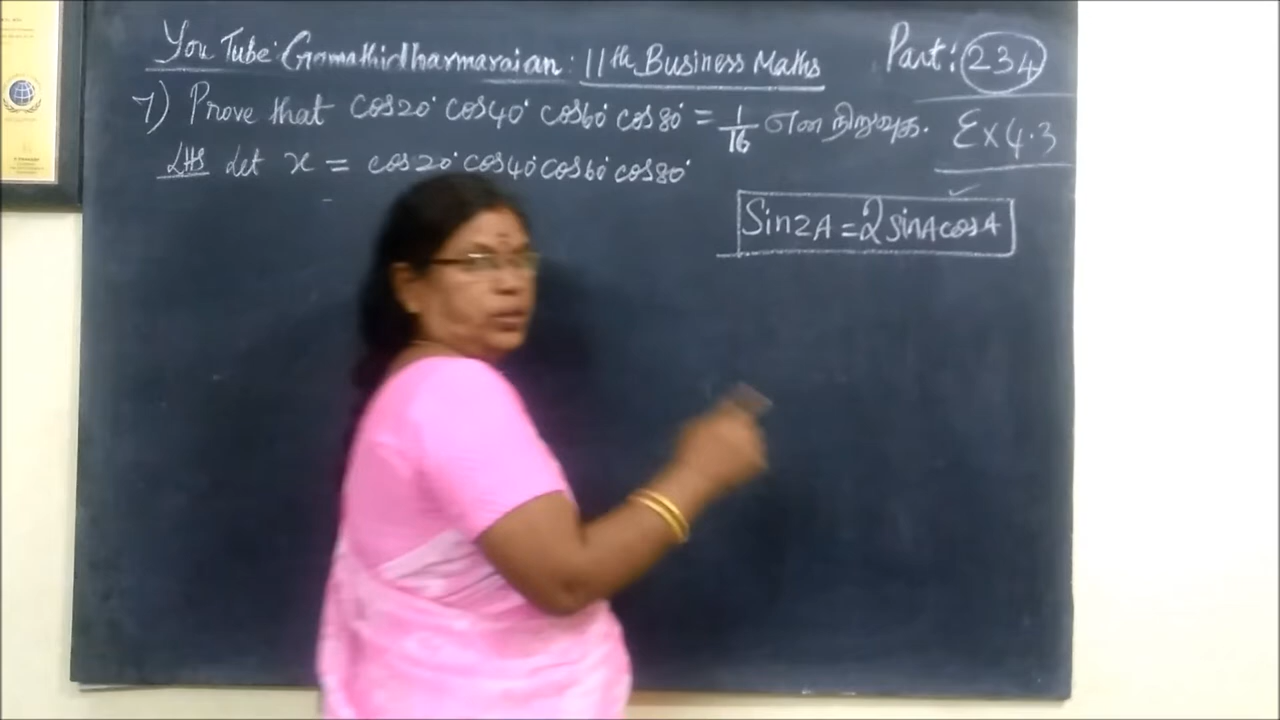 You Tube: Gomathidharmarajan: 11th Business Maths
Part: 234
7) Prove that cos20° cos40° cos60° cos80° = 1/16 என நிறுவுக.
Ex 4.3
LHS Let x = cos20° cos40° cos60° cos80°
Sin2A = 2 sinA cosA